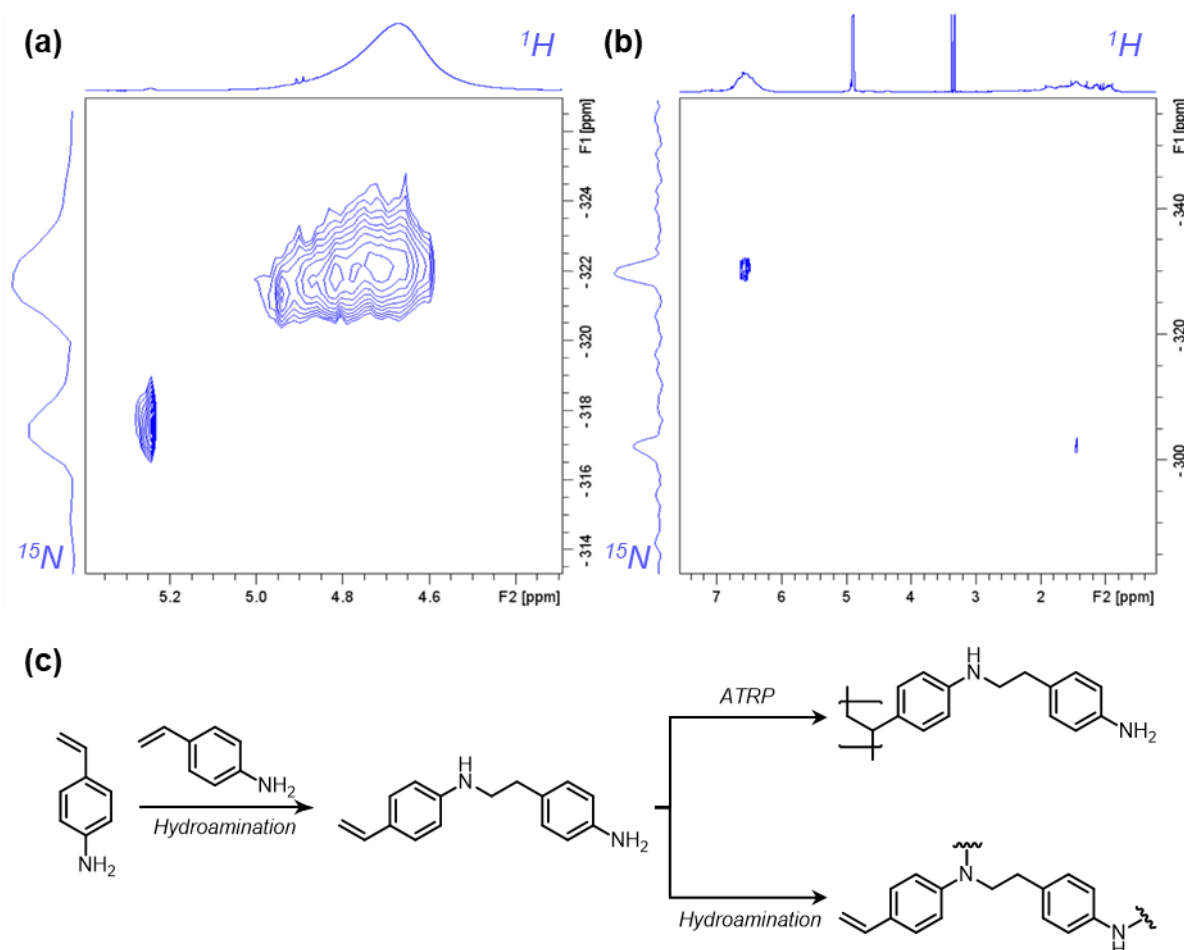 (a)
1H
F1 [ppm]
-324
-322
-320
-318
-316
-314
15N
5.2
5.0
4.8
4.6
F2 [ppm]
(b)
1H
F1 [ppm]
-340
-320
-300
15N
7
6
5
4
3
2
F2 [ppm]
(c)
NH2
NH2
Hydroamination
H
N
NH2
ATRP
H
N
NH2
Hydroamination
N
N
H